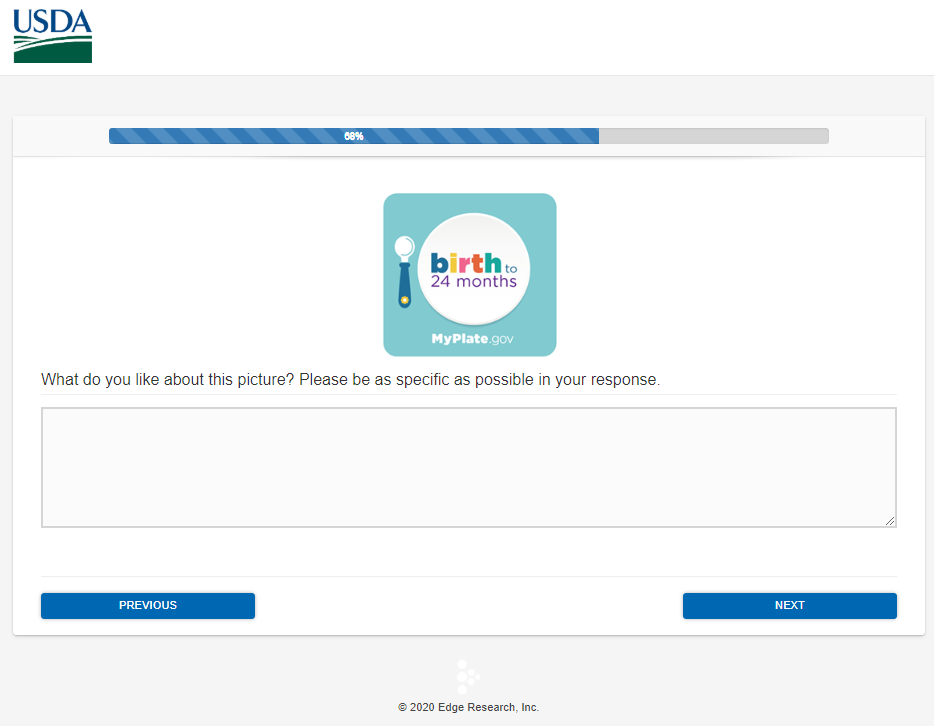 USDA
68%
birth to
24 months
MyPlate.gov
What do you like about this picture? Please be as specific as possible in your response.
PREVIOUS
NEXT
© 2020 Edge Research, Inc.